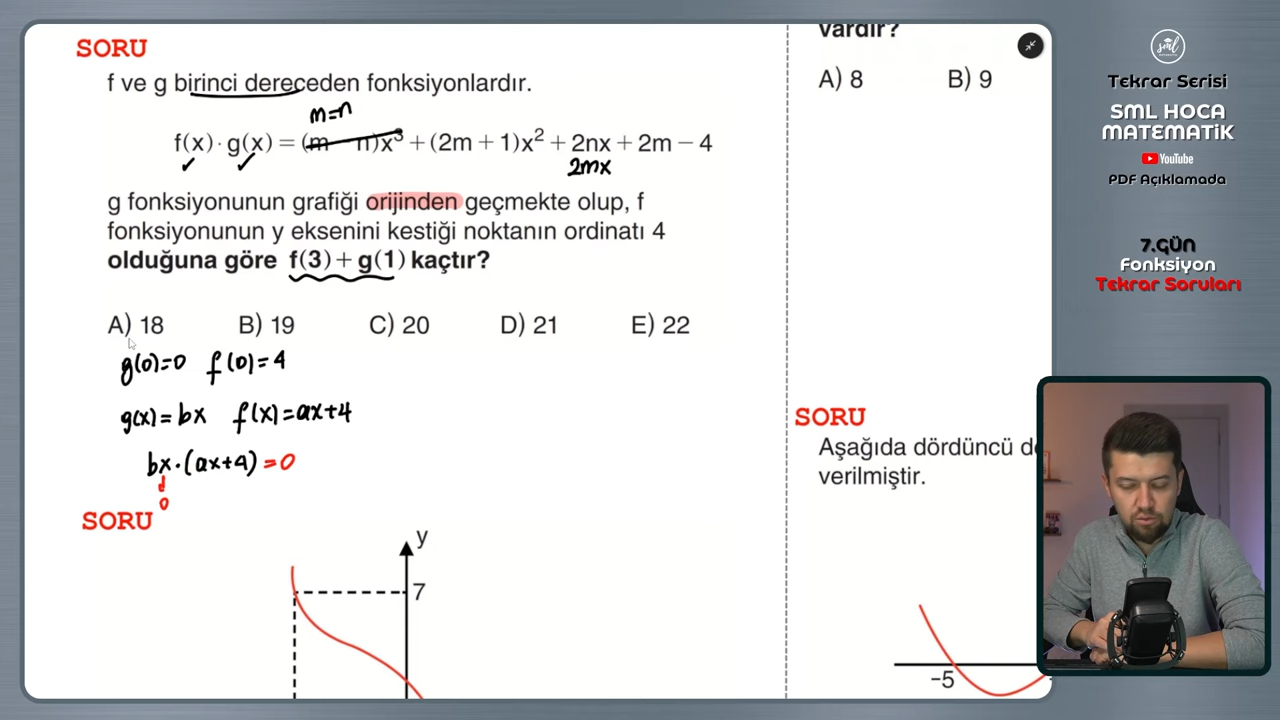 SORU
f ve g birinci dereceden fonksiyonlardır.
m=n
f(x) · g(x) = (m − n)x³ + (2m + 1)x² + 2nx + 2m − 4
2mx
g fonksiyonunun grafiği orijinden geçmekte olup, f
fonksiyonunun y eksenini kestiği noktanın ordinatı 4
olduğuna göre f(3) + g(1) kaçtır?
A) 18 B) 19 C) 20 D) 21 E) 22
g(0)=0 f(0)=4
g(x)=bx f(x)=ax+4
bx·(ax+4)=0
0
SORU
y
7
vardır?
A) 8 B) 9
SORU
Aşağıda dördüncü de
verilmiştir.
−5
sml
Tekrar Serisi
SML HOCA
MATEMATİK
YouTube
PDF Açıklamada
7.GÜN
Fonksiyon
Tekrar Soruları